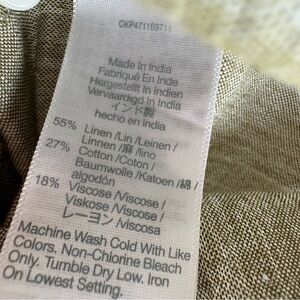 CKP471159711
Made In India
Fabriqué En Inde
Hergestellt In Indien
Vervaardigd In India
インド製
hecho en india
55% Linen /Lin /Leinen /
Linnen /麻 /lino
27% Cotton /Coton /
Baumwolle /Katoen /綿 /
algodón
18% Viscose /Viscose /
Viskose /Viscose /
レーヨン /viscosa
Machine Wash Cold With Like
Colors. Non-Chlorine Bleach
Only. Tumble Dry Low. Iron
On Lowest Setting.